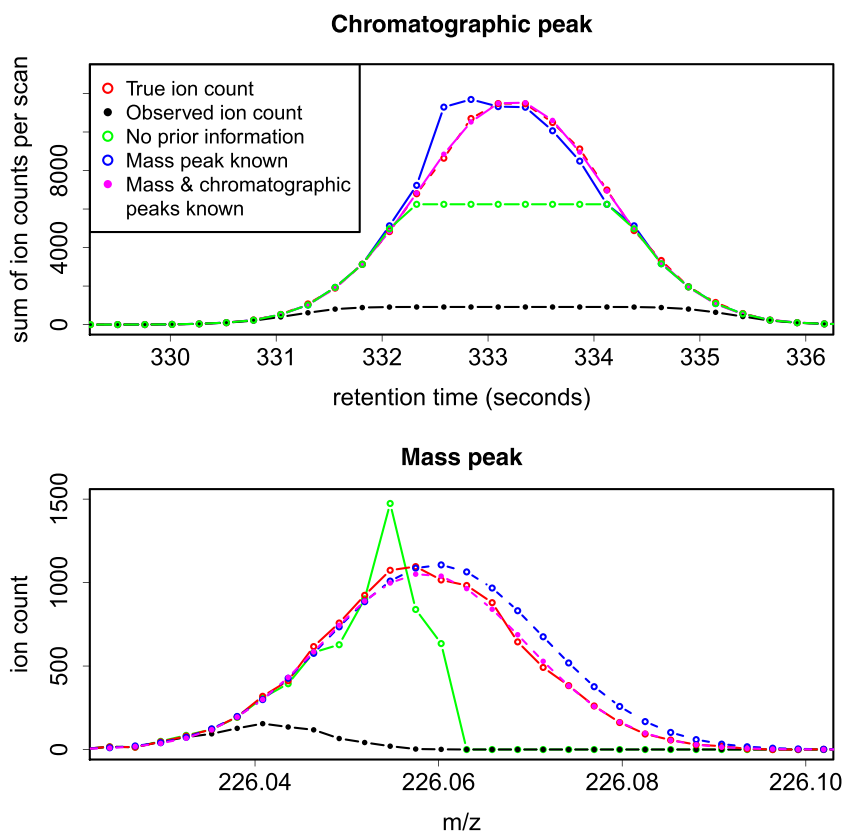 Chromatographic peak
sum of ion counts per scan
0
4000
8000
True ion count
Observed ion count
No prior information
Mass peak known
Mass & chromatographic
peaks known
330 331 332 333 334 335 336
retention time (seconds)
Mass peak
ion count
0
500
1000
1500
226.04 226.06 226.08 226.10
m/z